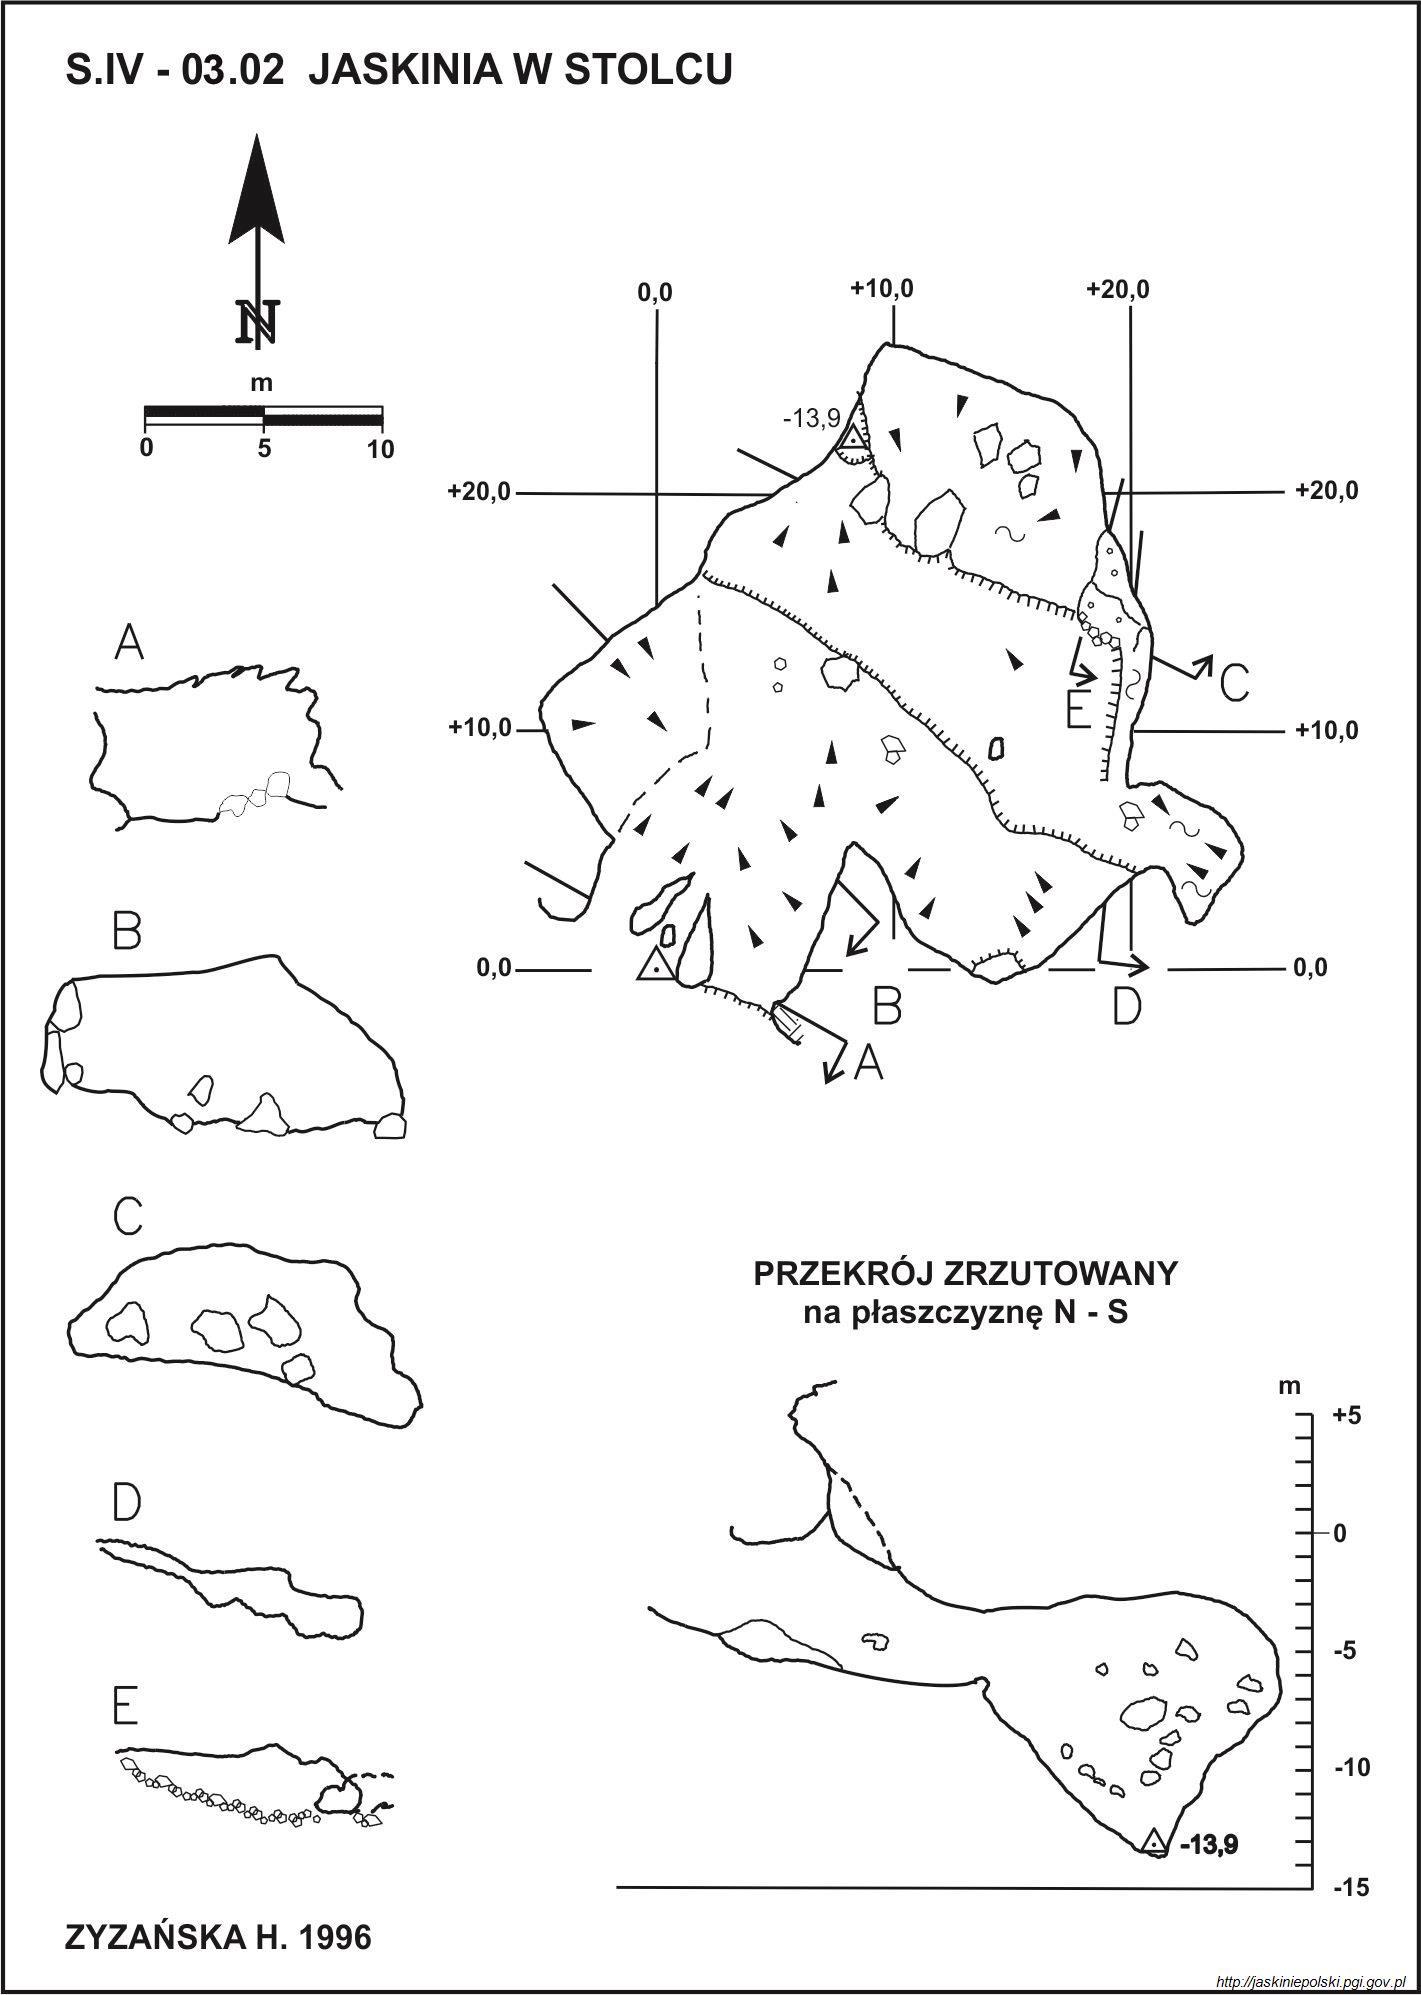 S.IV - 03.02 JASKINIA W STOLCU
N
m
0 5 10
0,0 +10,0 +20,0
-13,9
+20,0 +20,0
+10,0 +10,0
0,0 0,0
C
E
B
D
A
A
B
C
D
E
PRZEKRÓJ ZRZUTOWANY
na płaszczyznę N - S
m
+5
0
-5
-10
-15
-13,9
ZYZAŃSKA H. 1996
http://jaskiniepolski.pgi.gov.pl